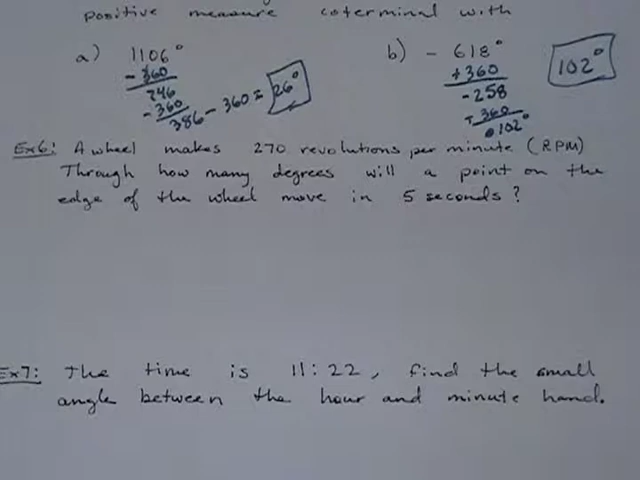 positive measure coterminal with
a) 1106°
- 360
746
- 360
386 - 360 = 26°
b) - 618°
+ 360
- 258
+ 360
102°
102°
Ex6: A wheel makes 270 revolutions per minute (RPM)
Through how many degrees will a point on the
edge of the wheel move in 5 seconds?
Ex7: The time is 11:22, find the small
angle between the hour and minute hand.